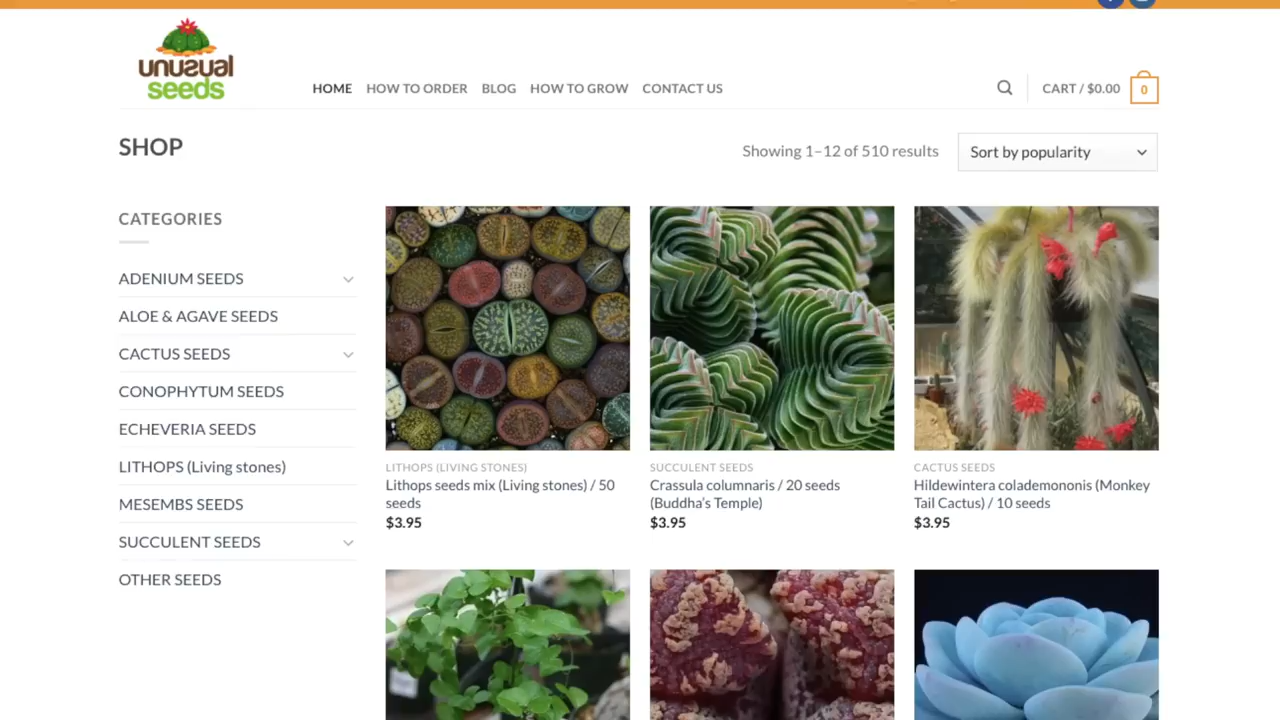 unusual
seeds
HOME HOW TO ORDER BLOG HOW TO GROW CONTACT US
CART / $0.00 0
SHOP
Showing 1–12 of 510 results
Sort by popularity
CATEGORIES
ADENIUM SEEDS
ALOE & AGAVE SEEDS
CACTUS SEEDS
CONOPHYTUM SEEDS
ECHEVERIA SEEDS
LITHOPS (Living stones)
MESEMBS SEEDS
SUCCULENT SEEDS
OTHER SEEDS
LITHOPS (LIVING STONES)
Lithops seeds mix (Living stones) / 50
seeds
$3.95
SUCCULENT SEEDS
Crassula columnaris / 20 seeds
(Buddha's Temple)
$3.95
CACTUS SEEDS
Hildewintera colademononis (Monkey
Tail Cactus) / 10 seeds
$3.95